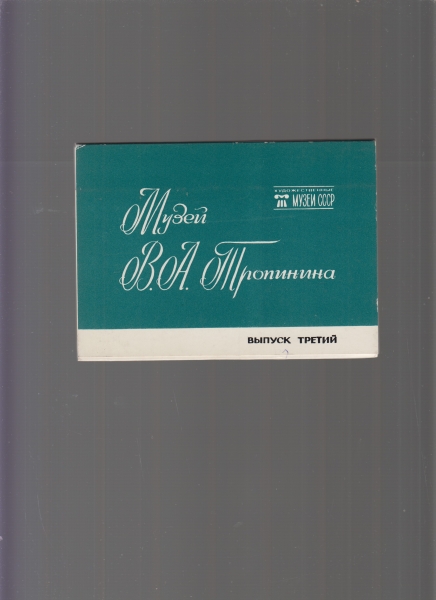 ХУДОЖЕСТВЕННЫЕ
МУЗЕИ СССР
Музей
В.А. Тропинина
ВЫПУСК ТРЕТИЙ